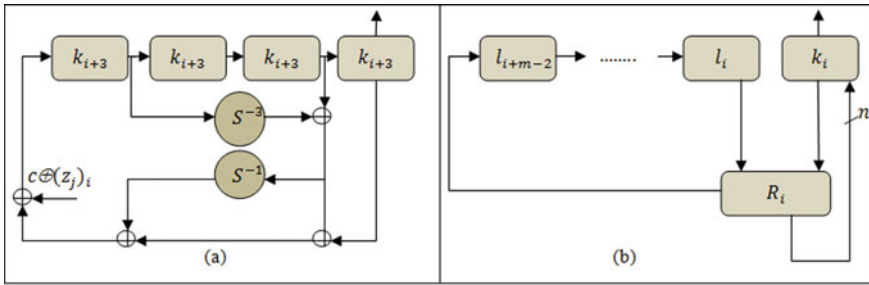 k_{i+3} k_{i+3} k_{i+3} k_{i+3}
S^{-3}
S^{-1}
c⊕(z_j)_i
(a)
l_{i+m-2} ........ l_i k_i
n
R_i
(b)